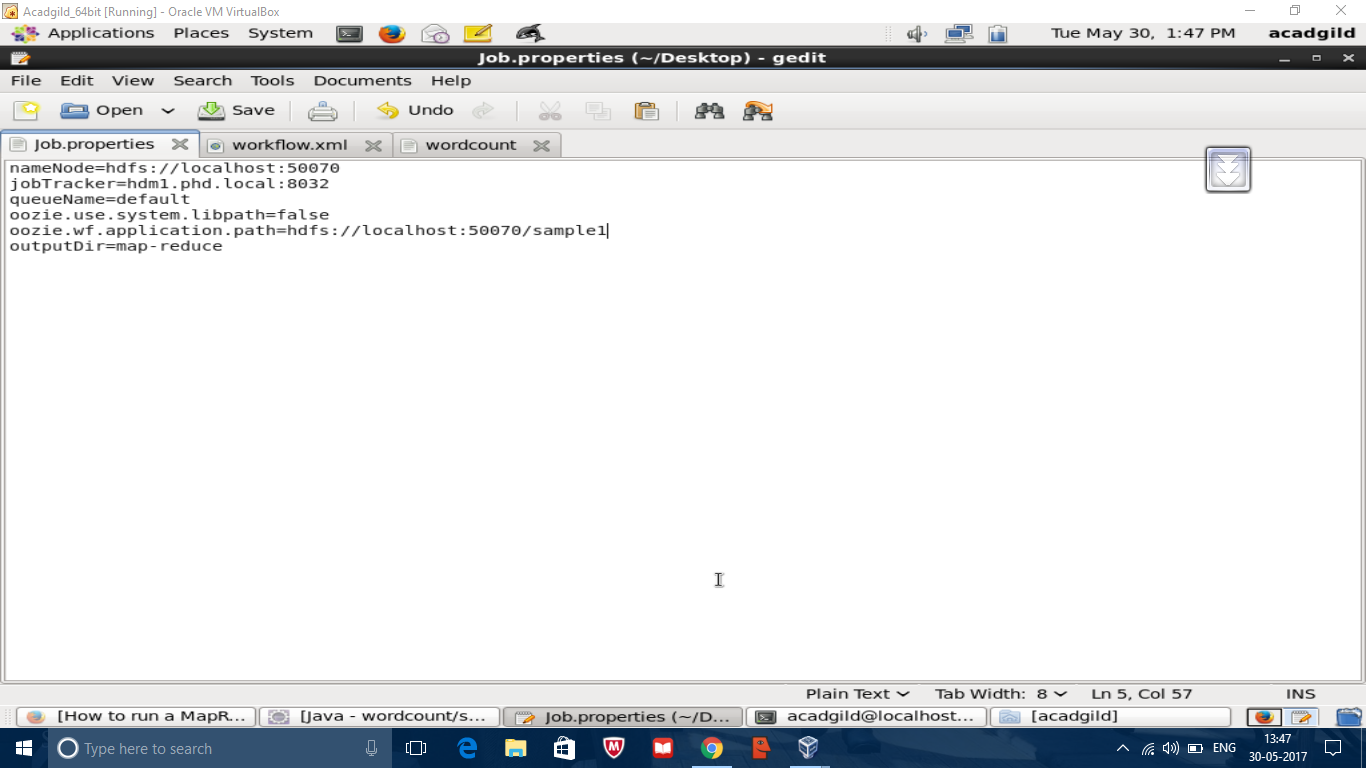 Acadgild_64bit [Running] - Oracle VM VirtualBox
Applications Places System Tue May 30, 1:47 PM acadgild
Job.properties (~/Desktop) - gedit
File Edit View Search Tools Documents Help
Open Save Undo
Job.properties workflow.xml wordcount
nameNode=hdfs://localhost:50070
jobTracker=hdm1.phd.local:8032
queueName=default
oozie.use.system.libpath=false
oozie.wf.application.path=hdfs://localhost:50070/sample1
outputDir=map-reduce
Plain Text Tab Width: 8 Ln 5, Col 57 INS
[How to run a MapR... [Java - wordcount/s... Job.properties (~/D... acadgild@localhost... [acadgild]
Type here to search ENG 13:47
30-05-2017